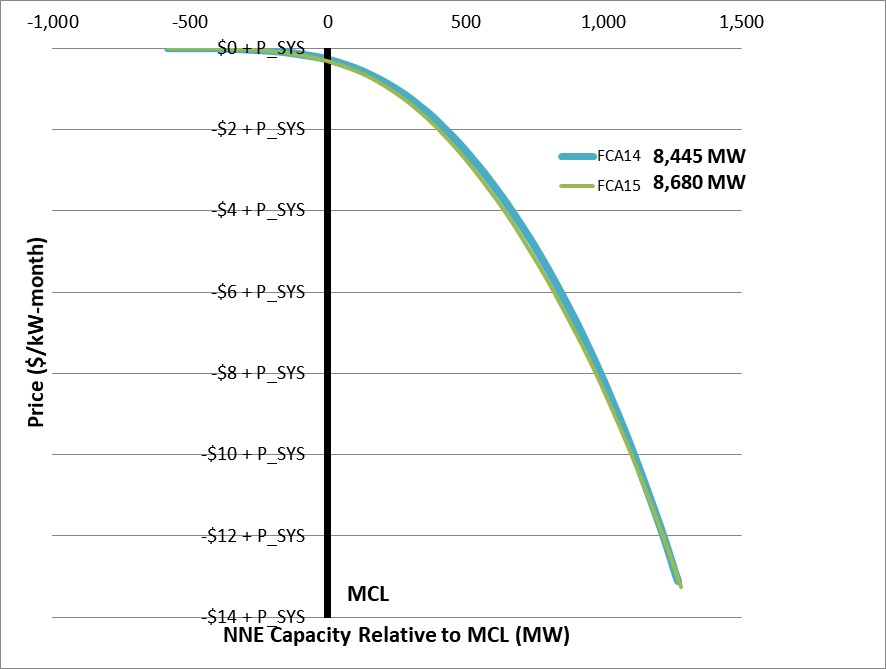 -1,000 -500 0 500 1,000 1,500
$0 + P_SYS
-$2 + P_SYS
FCA14 8,445 MW
FCA15 8,680 MW
-$4 + P_SYS
-$6 + P_SYS
-$8 + P_SYS
-$10 + P_SYS
-$12 + P_SYS
-$14 + P_SYS
Price ($/kW-month)
MCL
NNE Capacity Relative to MCL (MW)